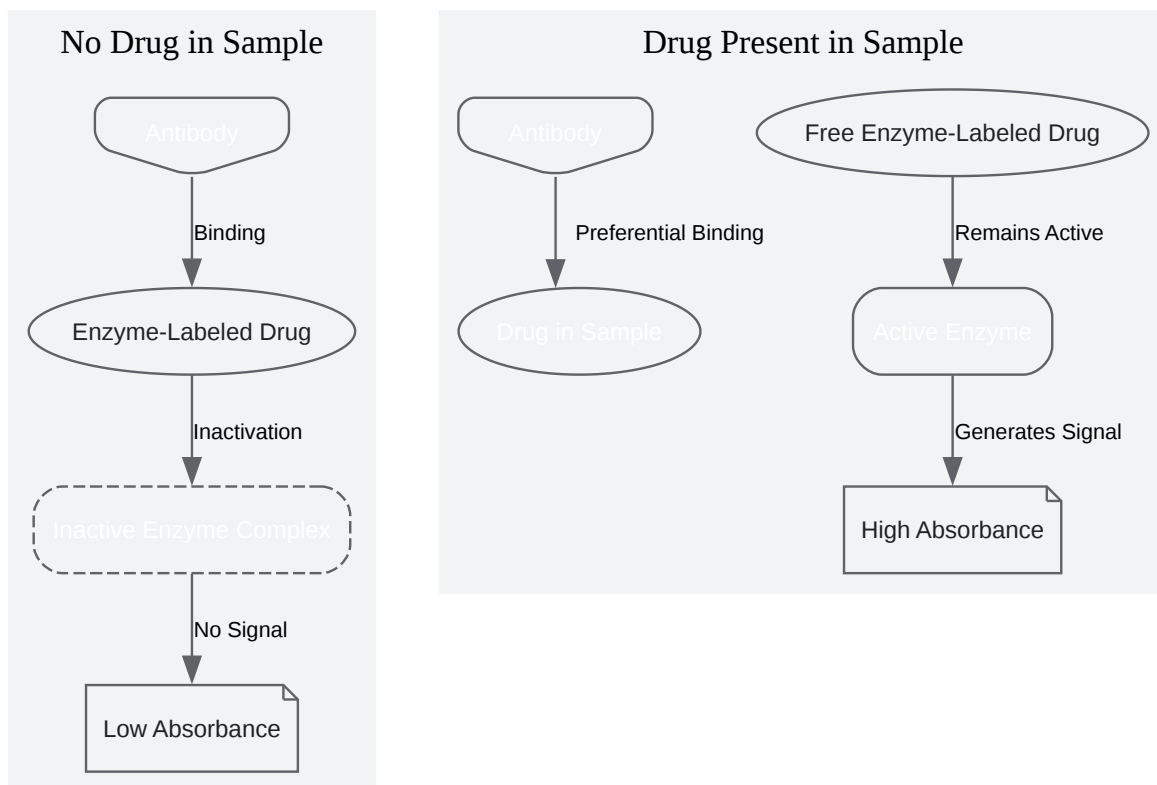 No Drug in Sample
Antibody
Binding
Enzyme-Labeled Drug
Inactivation
Inactive Enzyme Complex
No Signal
Low Absorbance
Drug Present in Sample
Antibody
Preferential Binding
Drug in Sample
Free Enzyme-Labeled Drug
Remains Active
Active Enzyme
Generates Signal
High Absorbance